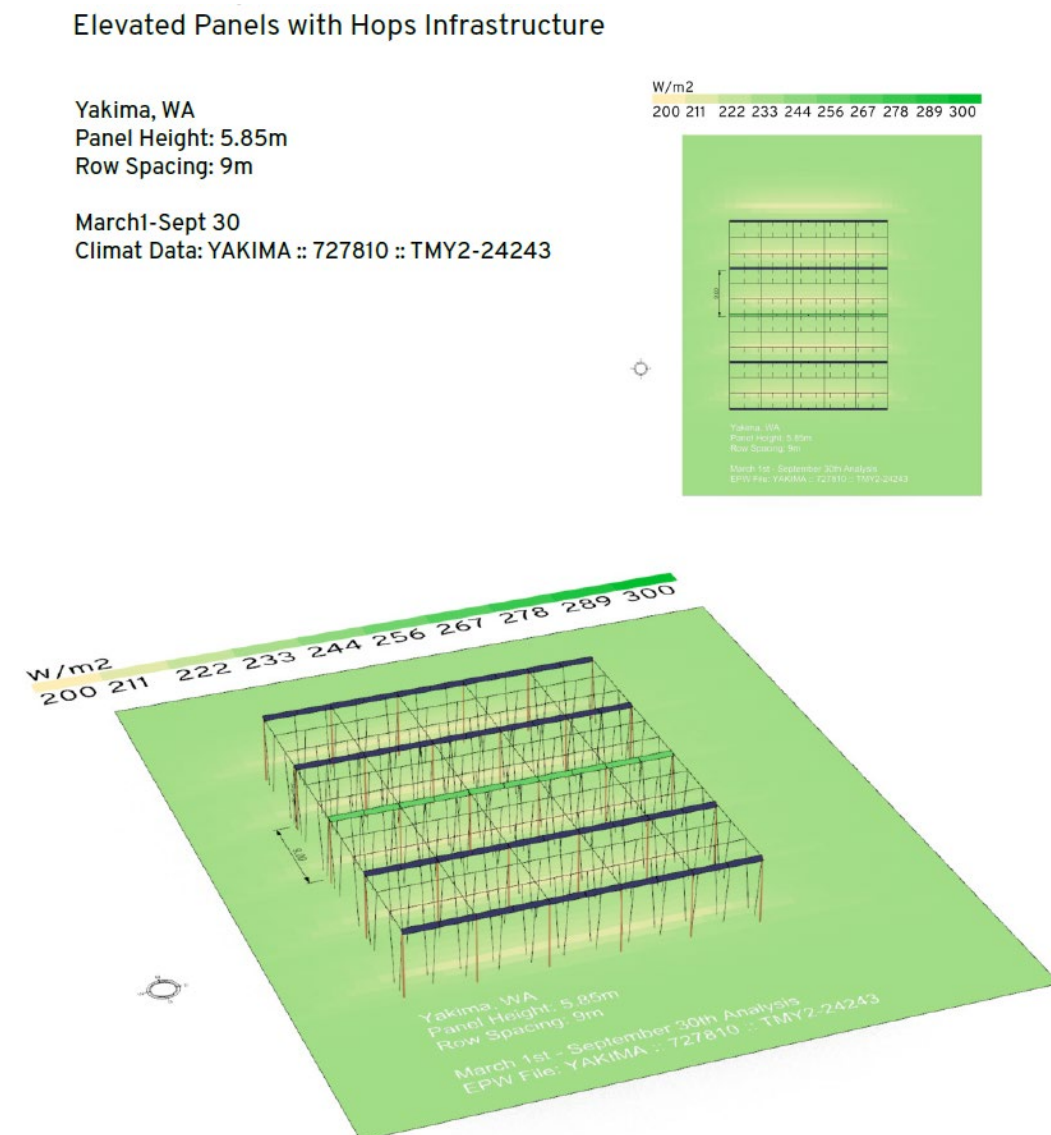 Elevated Panels with Hops Infrastructure
Yakima, WA
Panel Height: 5.85m
Row Spacing: 9m
March1-Sept 30
Climat Data: YAKIMA :: 727810 :: TMY2-24243
W/m2
200 211 222 233 244 256 267 278 289 300
Yakima, WA
Panel Height: 5.85m
Row Spacing: 9m
March 1st - September 30th Analysis
EPW File: YAKIMA :: 727810 :: TMY2-24243
W/m2
200 211 222 233 244 256 267 278 289 300
9.00
Yakima, WA
Panel Height: 5.85m
Row Spacing: 9m
March 1st - September 30th Analysis
EPW File: YAKIMA :: 727810 :: TMY2-24243